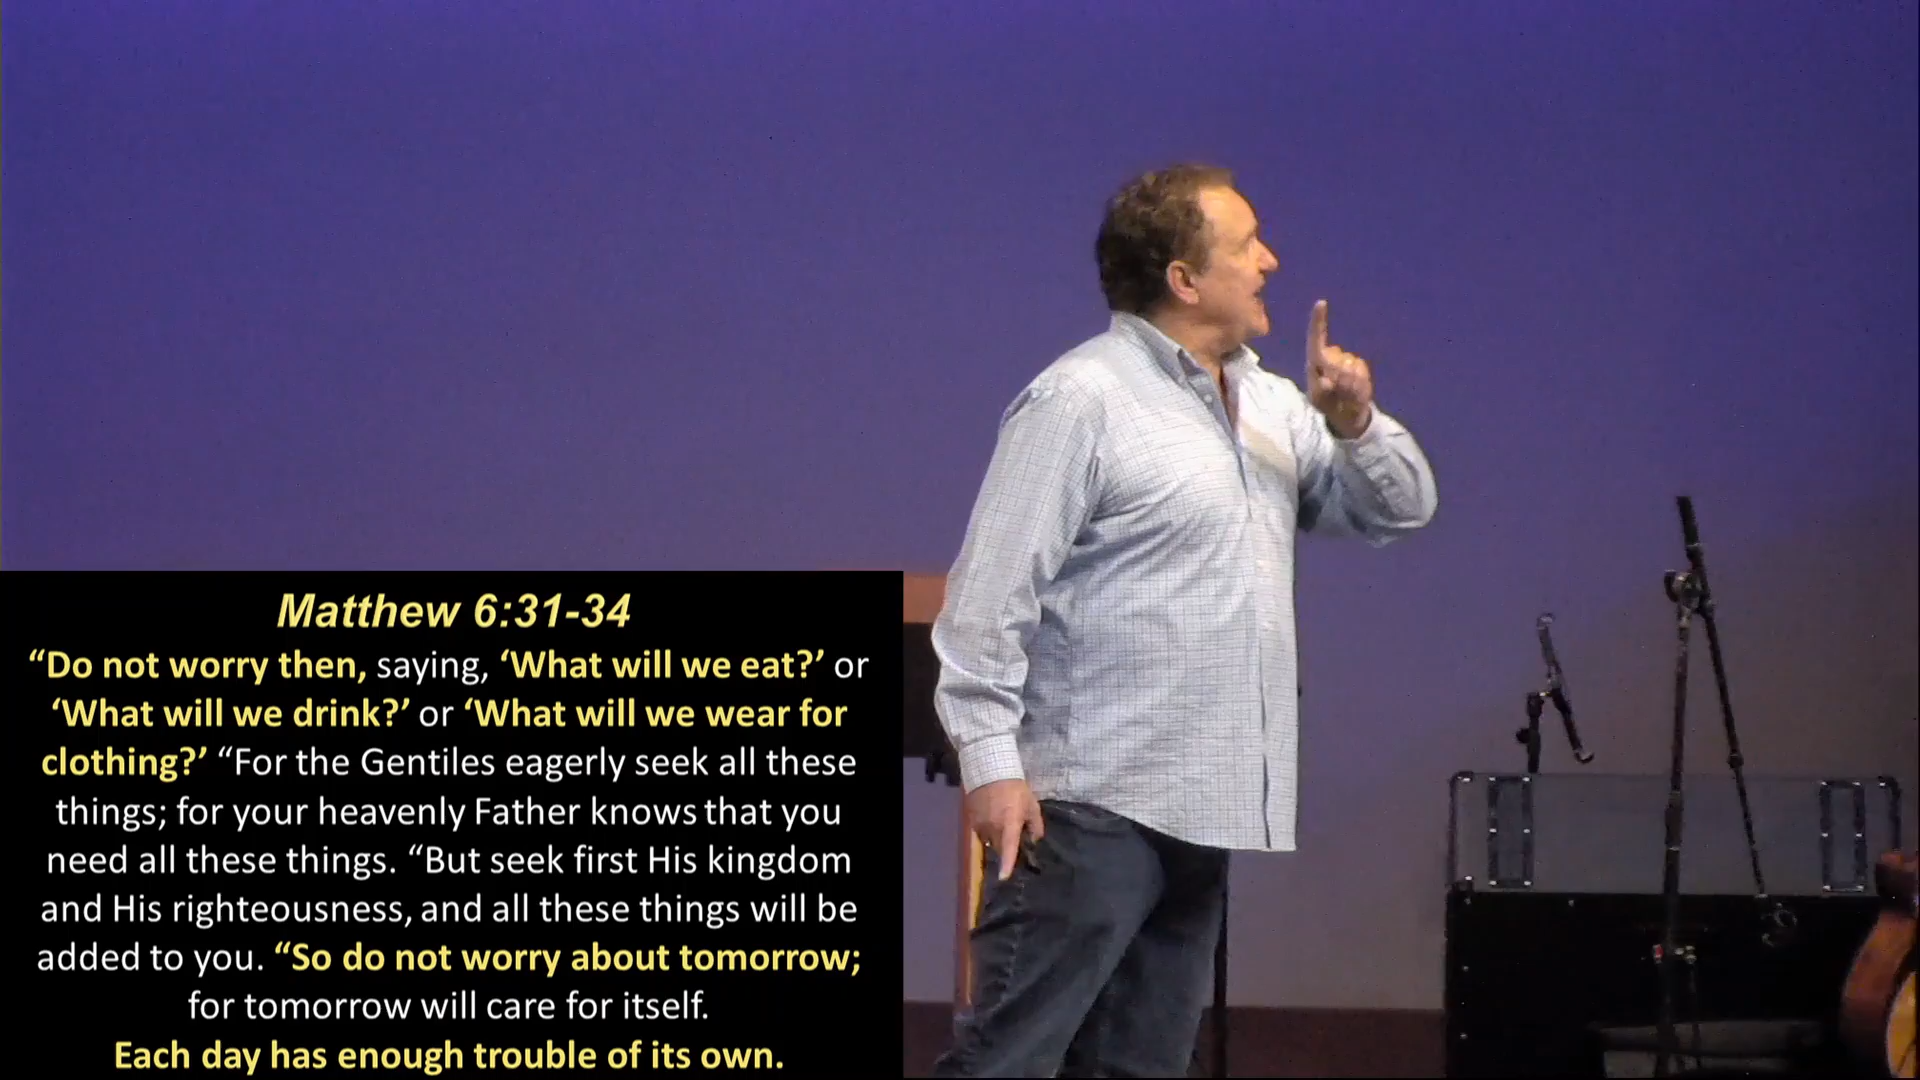 Matthew 6:31-34
“Do not worry then, saying, ‘What will we eat?’ or
‘What will we drink?’ or ‘What will we wear for
clothing?’ “For the Gentiles eagerly seek all these
things; for your heavenly Father knows that you
need all these things. “But seek first His kingdom
and His righteousness, and all these things will be
added to you. “So do not worry about tomorrow;
for tomorrow will care for itself.
Each day has enough trouble of its own.